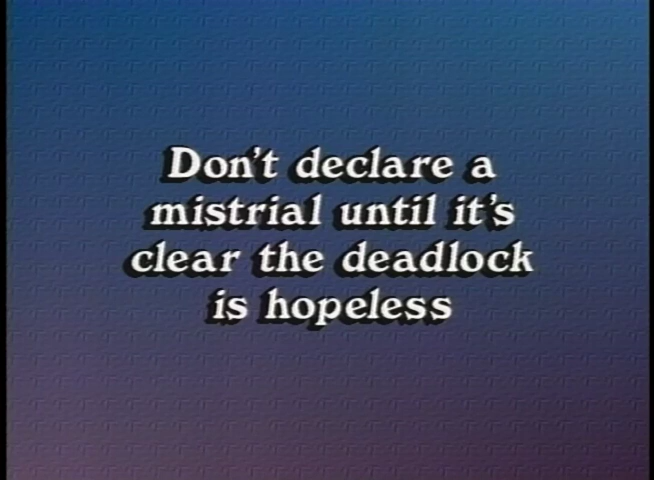 Don't declare a
mistrial until it's
clear the deadlock
is hopeless